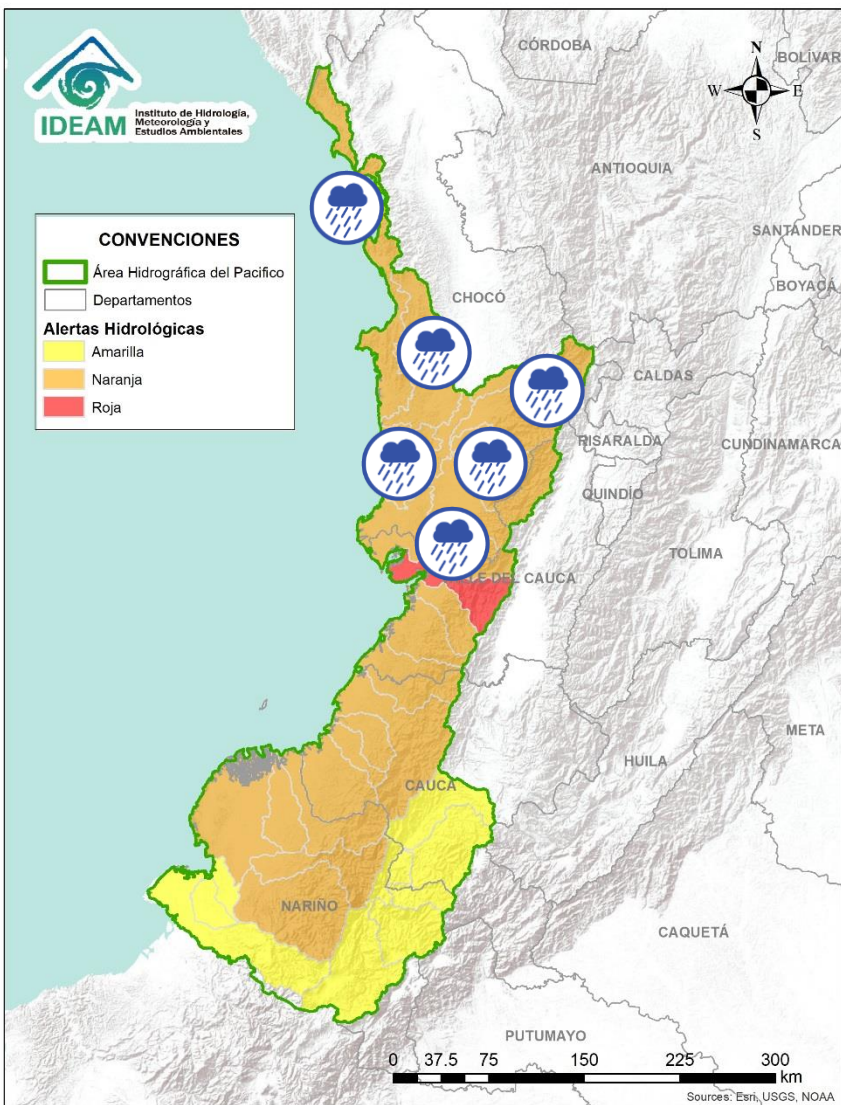 IDEAM
Instituto de Hidrología,
Meteorología y
Estudios Ambientales
CÓRDOBA
BOLÍVAR
N
W
E
S
ANTIOQUIA
SANTANDER
BOYACÁ
CONVENCIONES
Área Hidrográfica del Pacifico
Departamentos
Alertas Hidrológicas
Amarilla
Naranja
Roja
CHOCÓ
CALDAS
RISARALDA
CUNDINAMARCA
QUINDÍO
TOLIMA
LE DEL CAUCA
META
HUILA
CAUCA
NARIÑO
CAQUETÁ
PUTUMAYO
0 37.5 75 150 225 300
km
Sources: Esri, USGS, NOAA